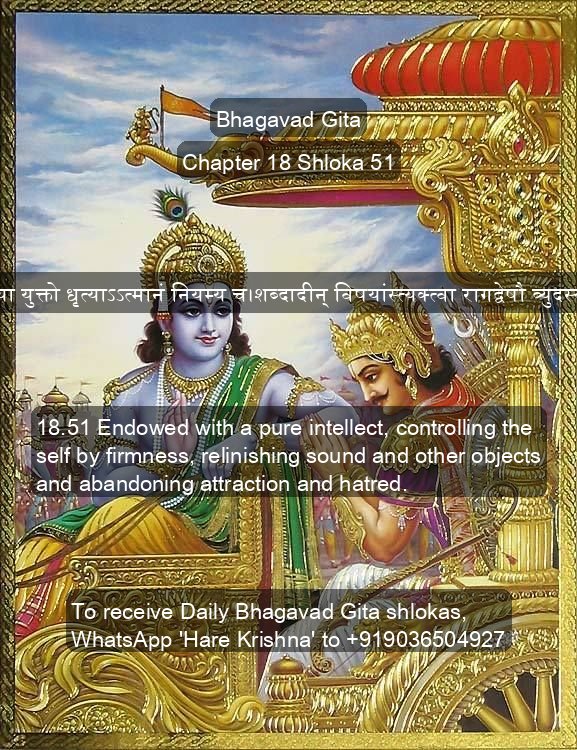 Bhagavad Gita
Chapter 18 Shloka 51
युक्तो धृत्याऽऽत्मानं नियम्य च।शब्दादीन् विषयांस्त्यक्त्वा रागद्वेषौ
18.51 Endowed with a pure intellect, controlling the
self by firmness, relinishing sound and other objects
and abandoning attraction and hatred.
To receive Daily Bhagavad Gita shlokas,
WhatsApp 'Hare Krishna' to +919036504927